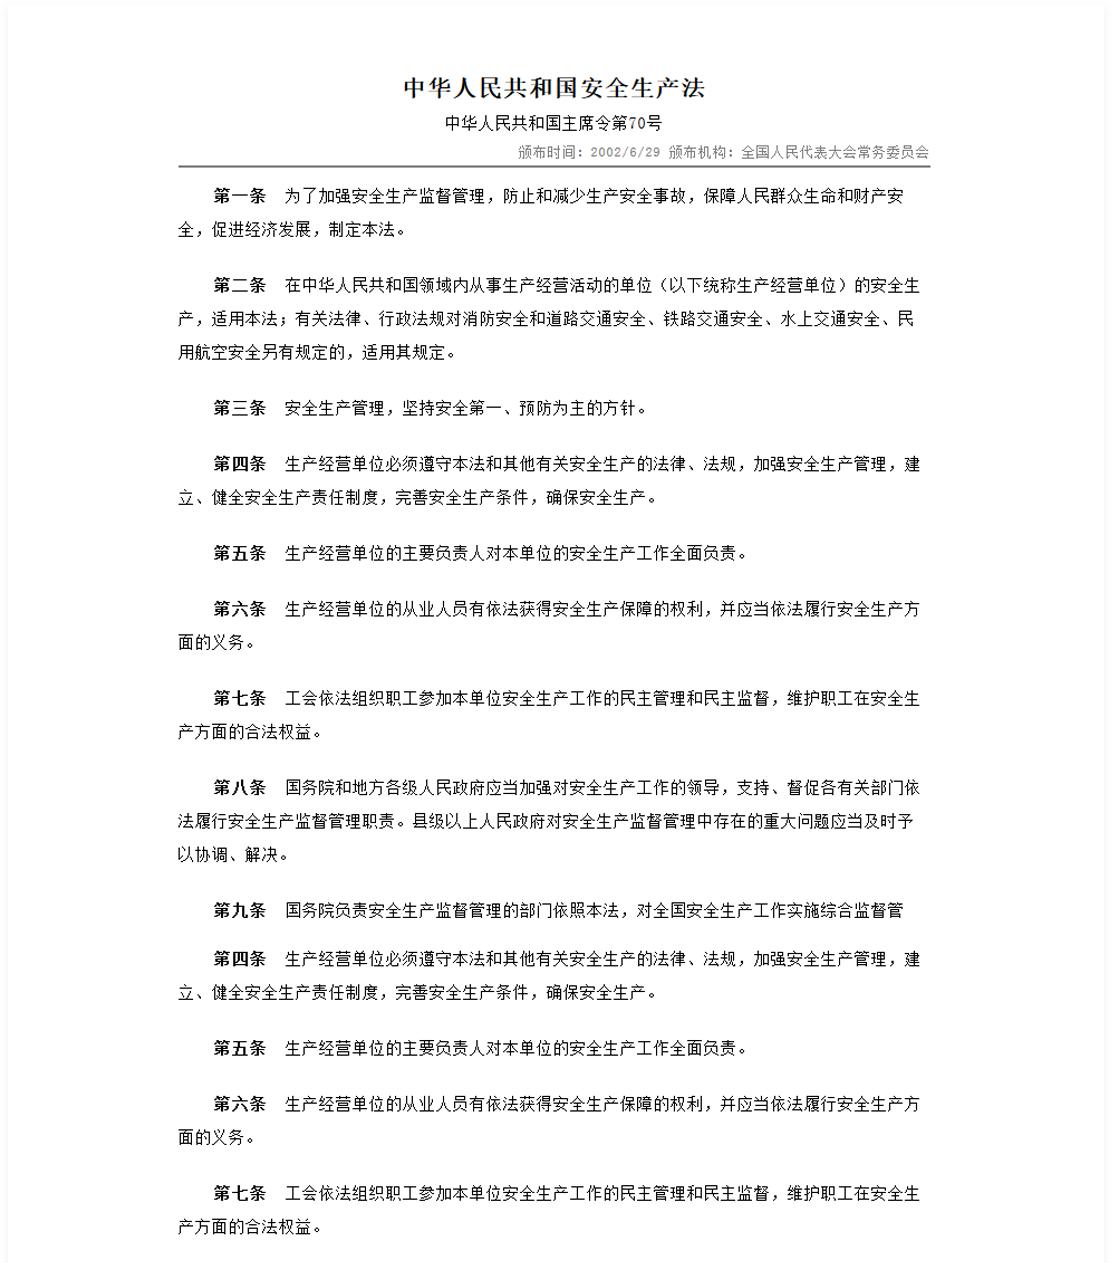 中华人民共和国安全生产法
中华人民共和国主席令第70号
颁布时间：2002/6/29 颁布机构：全国人民代表大会常务委员会
第一条　为了加强安全生产监督管理，防止和减少生产安全事故，保障人民群众生命和财产安
全，促进经济发展，制定本法。
第二条　在中华人民共和国领域内从事生产经营活动的单位（以下统称生产经营单位）的安全生
产，适用本法；有关法律、行政法规对消防安全和道路交通安全、铁路交通安全、水上交通安全、民
用航空安全另有规定的，适用其规定。
第三条　安全生产管理，坚持安全第一、预防为主的方针。
第四条　生产经营单位必须遵守本法和其他有关安全生产的法律、法规，加强安全生产管理，建
立、健全安全生产责任制度，完善安全生产条件，确保安全生产。
第五条　生产经营单位的主要负责人对本单位的安全生产工作全面负责。
第六条　生产经营单位的从业人员有依法获得安全生产保障的权利，并应当依法履行安全生产方
面的义务。
第七条　工会依法组织职工参加本单位安全生产工作的民主管理和民主监督，维护职工在安全生
产方面的合法权益。
第八条　国务院和地方各级人民政府应当加强对安全生产工作的领导，支持、督促各有关部门依
法履行安全生产监督管理职责。县级以上人民政府对安全生产监督管理中存在的重大问题应当及时予
以协调、解决。
第九条　国务院负责安全生产监督管理的部门依照本法，对全国安全生产工作实施综合监督管
第四条　生产经营单位必须遵守本法和其他有关安全生产的法律、法规，加强安全生产管理，建
立、健全安全生产责任制度，完善安全生产条件，确保安全生产。
第五条　生产经营单位的主要负责人对本单位的安全生产工作全面负责。
第六条　生产经营单位的从业人员有依法获得安全生产保障的权利，并应当依法履行安全生产方
面的义务。
第七条　工会依法组织职工参加本单位安全生产工作的民主管理和民主监督，维护职工在安全生
产方面的合法权益。